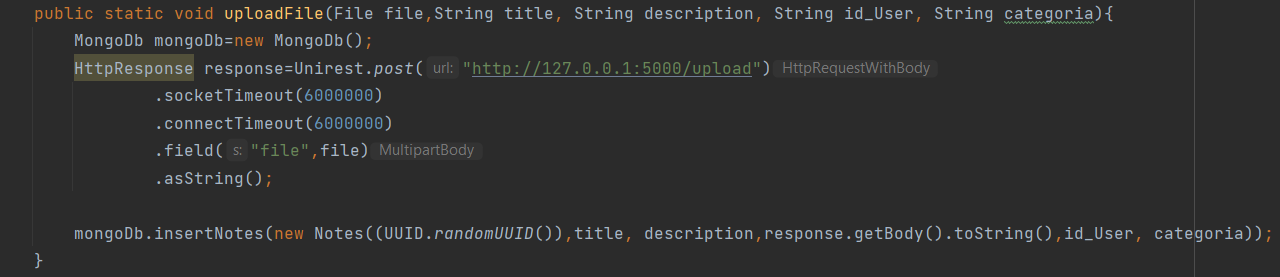 public static void uploadFile(File file,String title, String description, String id_User, String categoria){
MongoDb mongoDb=new MongoDb();
HttpResponse response=Unirest.post( url: "http://127.0.0.1:5000/upload") HttpRequestWithBody
.socketTimeout(6000000)
.connectTimeout(6000000)
.field( s: "file",file) MultipartBody
.asString();
mongoDb.insertNotes(new Notes((UUID.randomUUID()),title, description,response.getBody().toString(),id_User, categoria));
}